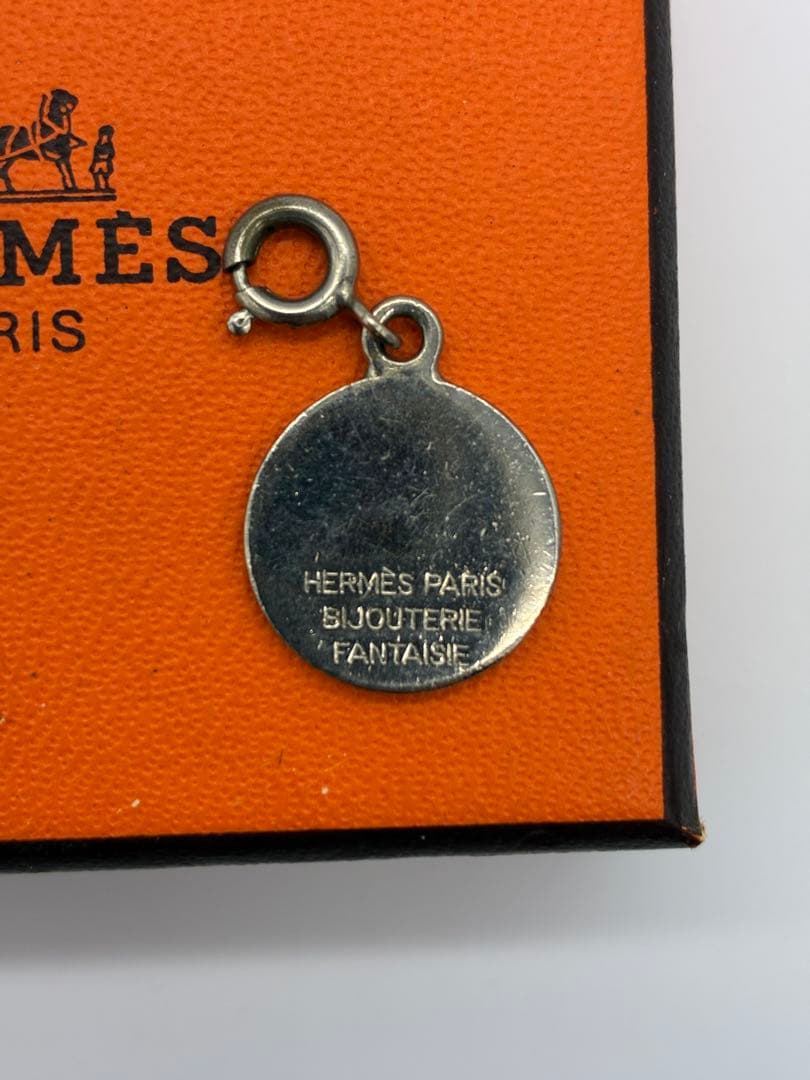 MÈS
RIS
HERMÈS PARIS
BIJOUTERIE
FANTAISIE